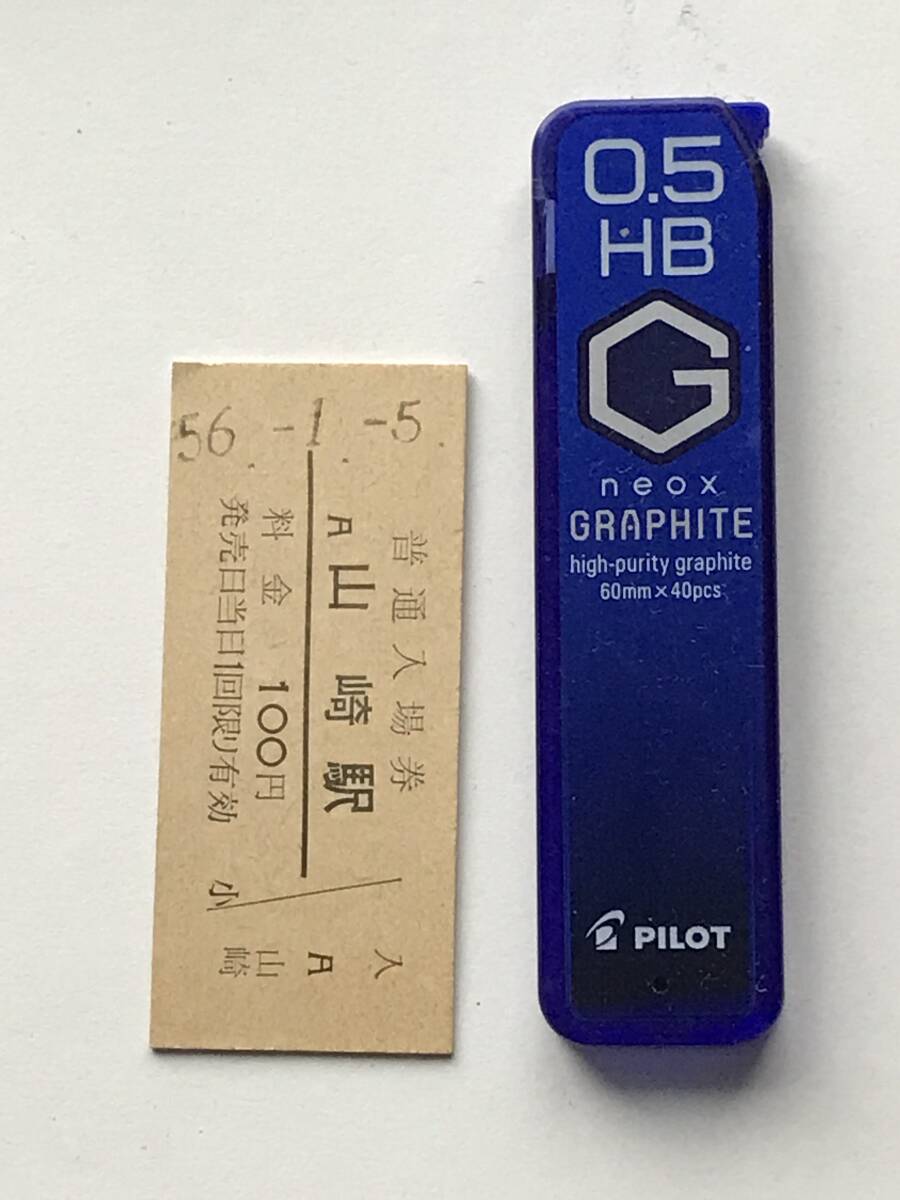 56. -1. -5.
普通入場券
A 山崎駅
料金 100円
発売日当日1回限り有効
小
入
A
山崎
0.5
HB
G
neox
GRAPHITE
high-purity graphite
60mm×40pcs
PILOT